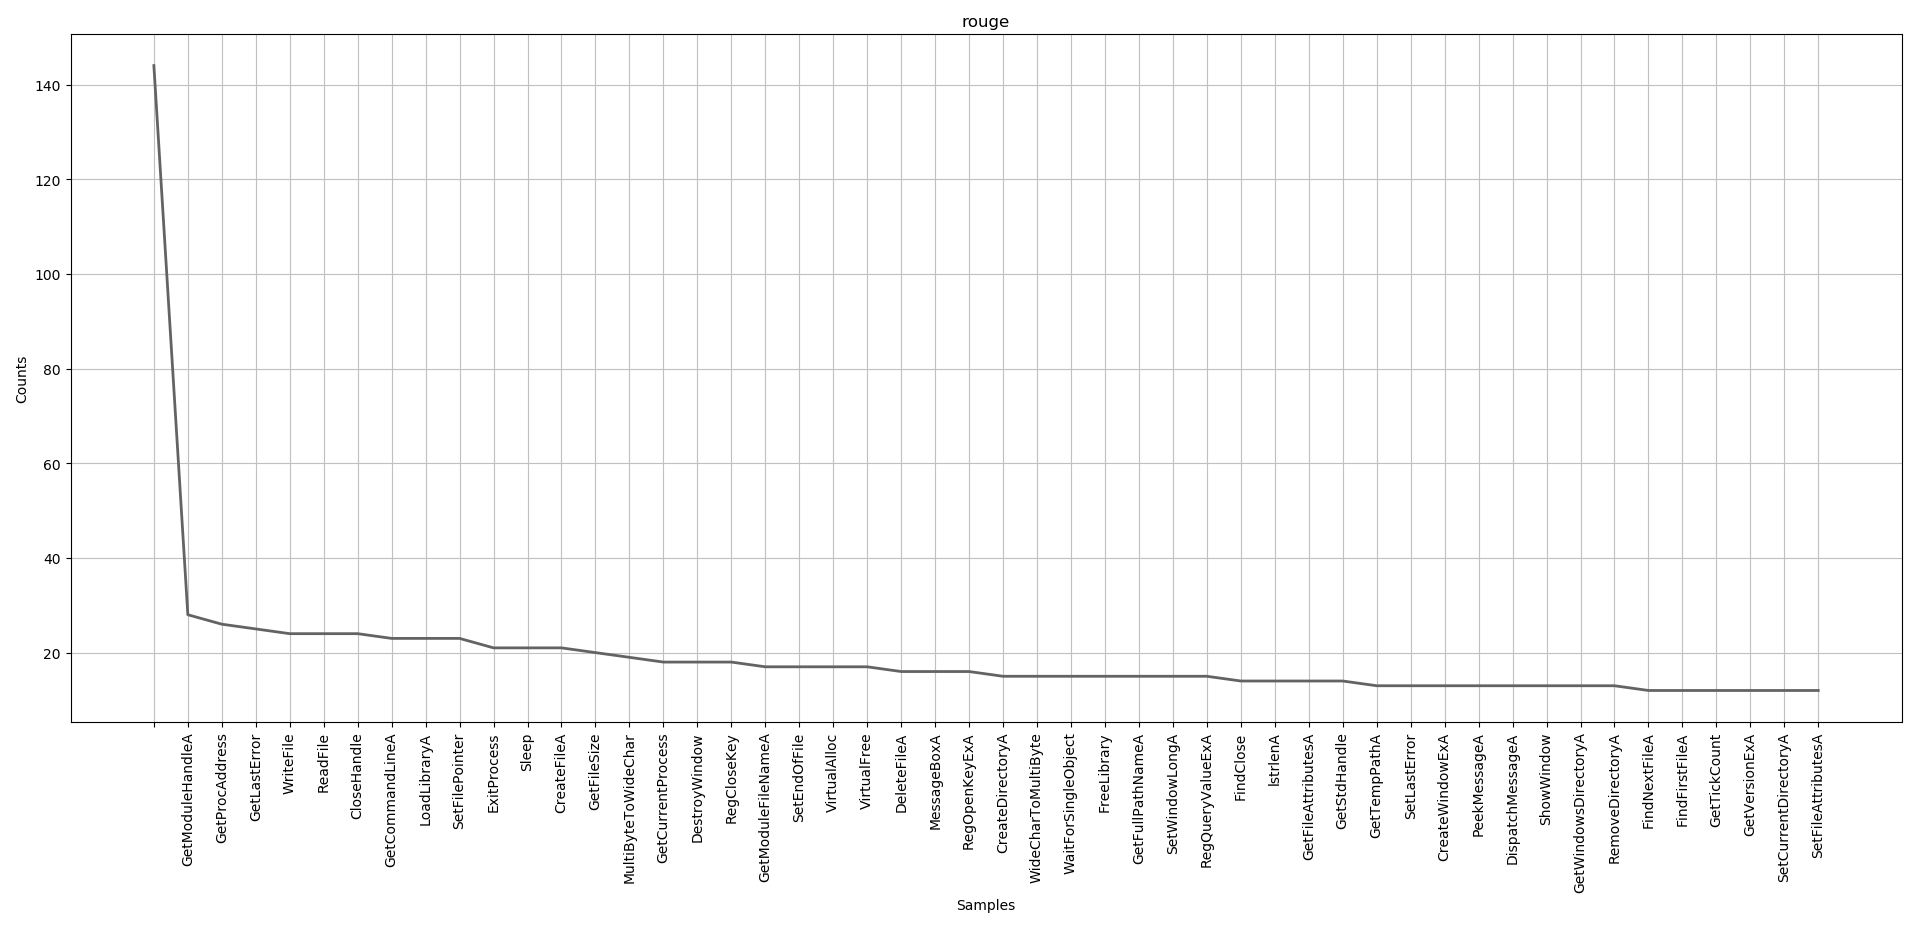 rouge
140
120
100
80
60
40
20
Counts
GetModuleHandleA
GetProcAddress
GetLastError
WriteFile
ReadFile
CloseHandle
GetCommandLineA
LoadLibraryA
SetFilePointer
ExitProcess
Sleep
CreateFileA
GetFileSize
MultiByteToWideChar
GetCurrentProcess
DestroyWindow
RegCloseKey
GetModuleFileNameA
SetEndOfFile
VirtualAlloc
VirtualFree
DeleteFileA
MessageBoxA
RegOpenKeyExA
CreateDirectoryA
WideCharToMultiByte
WaitForSingleObject
FreeLibrary
GetFullPathNameA
SetWindowLongA
RegQueryValueExA
FindClose
lstrlenA
GetFileAttributesA
GetStdHandle
GetTempPathA
SetLastError
CreateWindowExA
PeekMessageA
DispatchMessageA
ShowWindow
GetWindowsDirectoryA
RemoveDirectoryA
FindNextFileA
FindFirstFileA
GetTickCount
GetVersionExA
SetCurrentDirectoryA
SetFileAttributesA
Samples